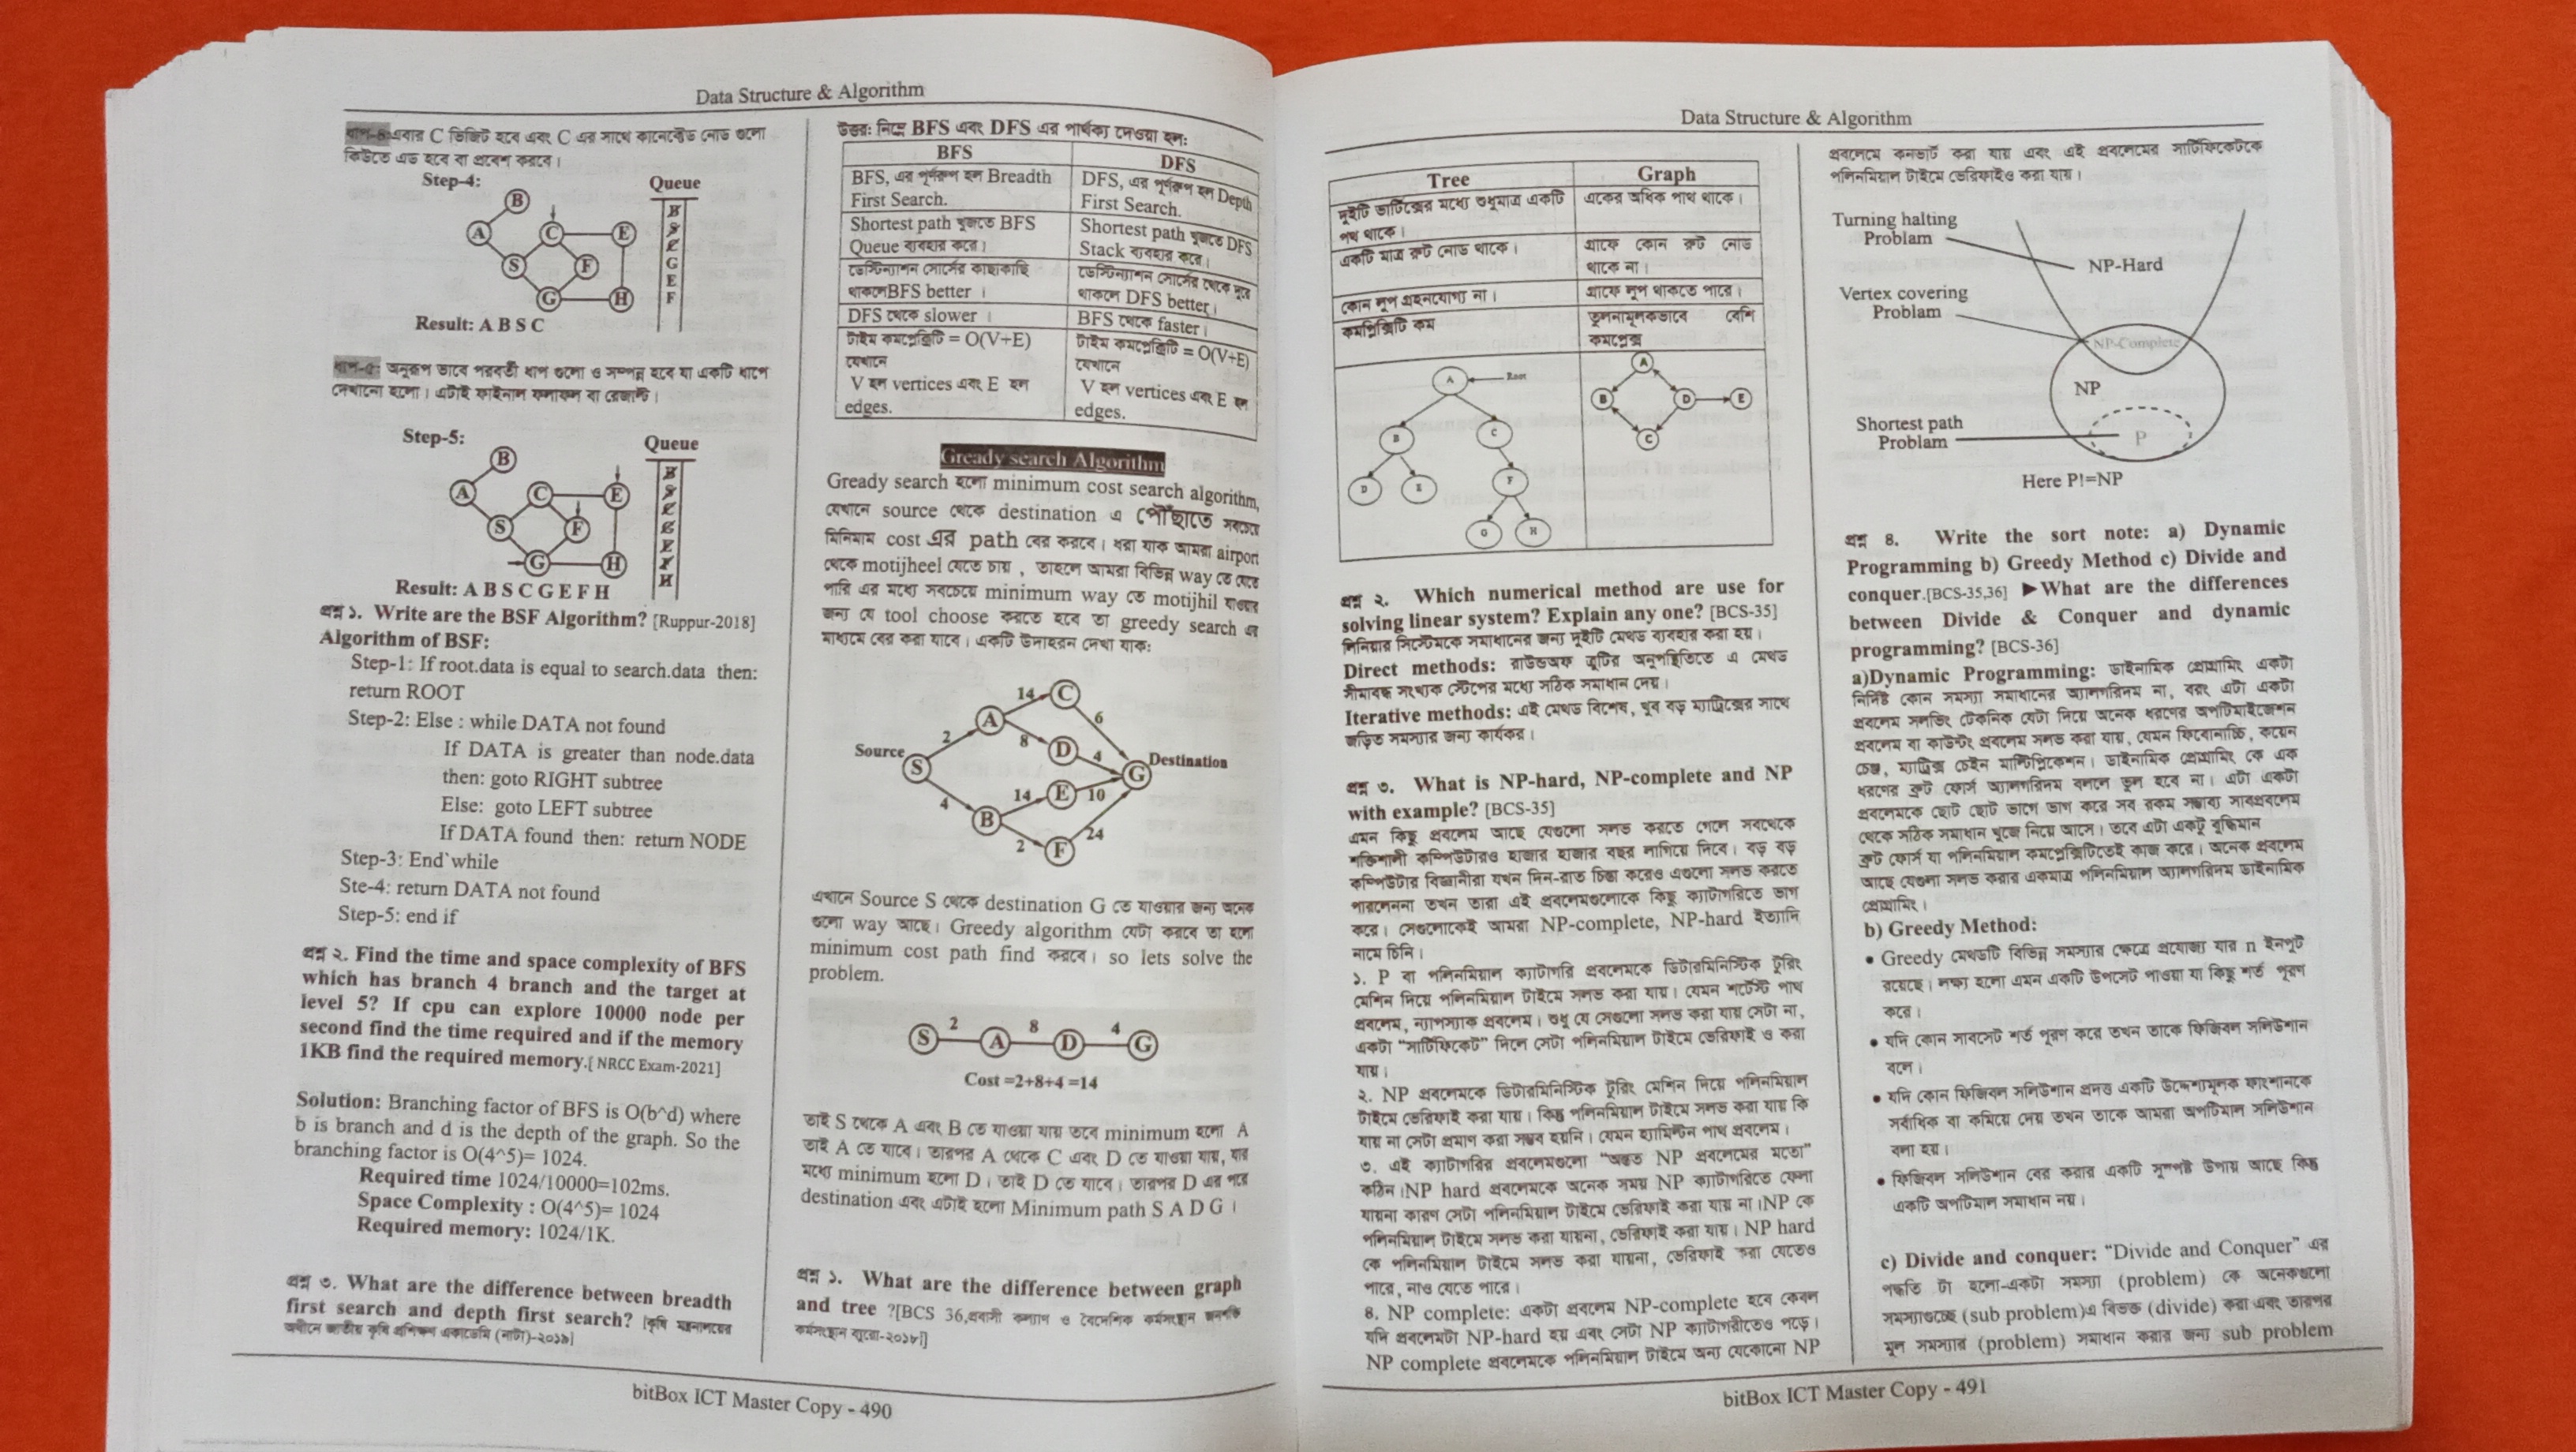 Data Structure & Algorithm
ধাপ-৪:এবার C ভিজিট হবে এবং C এর সাথে কানেক্টেড নোড গুলো
কিউতে এড হবে বা প্রবেশ করবে।
Step-4:
Queue
B
A
C
E
S
F
G
H
B
S
C
G
E
F
Result: A B S C
ধাপ-৫: অনুরূপ ভাবে পরবর্তী ধাপ গুলো ও সম্পন্ন হবে যা একটি ধাপে
দেখানো হলো। এটাই ফাইনাল ফলাফল বা রেজাল্ট।
Step-5:
Queue
B
A
C
E
S
F
G
H
B
S
C
G
E
F
H
Result: A B S C G E F H
প্রশ্ন ১. Write are the BSF Algorithm? [Ruppur-2018]
Algorithm of BSF:
Step-1: If root.data is equal to search.data then:
return ROOT
Step-2: Else : while DATA not found
If DATA is greater than node.data
then: goto RIGHT subtree
Else: goto LEFT subtree
If DATA found then: return NODE
Step-3: End while
Ste-4: return DATA not found
Step-5: end if
প্রশ্ন ২. Find the time and space complexity of BFS
which has branch 4 branch and the target at
level 5? If cpu can explore 10000 node per
second find the time required and if the memory
1KB find the required memory.[ NRCC Exam-2021]
Solution: Branching factor of BFS is O(b^d) where
b is branch and d is the depth of the graph. So the
branching factor is O(4^5)= 1024.
Required time 1024/10000=102ms.
Space Complexity : O(4^5)= 1024
Required memory: 1024/1K.
প্রশ্ন ৩. What are the difference between breadth
first search and depth first search? [কৃষি মন্ত্রনালয়ের
অধীনে জাতীয় কৃষি প্রশিক্ষণ একাডেমি (নাটা)-২০১৯]
উত্তর: নিম্নে BFS এবং DFS এর পার্থক্য দেওয়া হল:
BFS
DFS
BFS, এর পূর্ণরুপ হল Breadth
First Search.
DFS, এর পূর্ণরুপ হল Depth
First Search.
Shortest path খুজতে BFS
Queue ব্যবহার করে।
Shortest path খুজতে DFS
Stack ব্যবহার করে।
ডেস্টিন্যাশন সোর্সের কাছাকাছি
থাকলেBFS better ।
ডেস্টিন্যাশন সোর্সের থেকে দূরে
থাকলে DFS better।
DFS থেকে slower ।
BFS থেকে faster।
টাইম কমপ্লেক্সিটি = O(V+E)
যেখানে
V হল vertices এবং E হল
edges.
টাইম কমপ্লেক্সিটি = O(V+E)
যেখানে
V হল vertices এবং E হল
edges.
Gready search Algorithm
Gready search হলো minimum cost search algorithm,
যেখানে source থেকে destination এ পৌঁছাতে সবচেয়ে
মিনিমাম cost এর path বের করবে। ধরা যাক আমরা airport
থেকে motijheel যেতে চায় , তাহলে আমরা বিভিন্ন way তে যেতে
পারি এর মধ্যে সবচেয়ে minimum way তে motijhil যাওয়ার
জন্য যে tool choose করতে হবে তা greedy search এর
মাধ্যমে বের করা যাবে। একটি উদাহরন দেখা যাক:
14
C
A
6
2
8
D
4
Source
S
Destination
G
4
14
E
10
B
2
F
24
এখানে Source S থেকে destination G তে যাওয়ার জন্য অনেক
গুলো way আছে। Greedy algorithm যেটা করবে তা হলো
minimum cost path find করবে। so lets solve the
problem.
2
8
4
S
A
D
G
Cost =2+8+4 =14
তাই S থেকে A এবং B তে যাওয়া যায় তবে minimum হলো A
তাই A তে যাবে। তারপর A থেকে C এবং D তে যাওয়া যায়, যার
মধ্যে minimum হলো D। তাই D তে যাবে। তারপর D এর পরে
destination এবং এটাই হলো Minimum path S A D G ।
প্রশ্ন ১. What are the difference between graph
and tree ?[BCS 36,প্রবাসী কল্যাণ ও বৈদেশিক কর্মসংস্থান জনশক্তি
কর্মসংস্থান ব্যুরো-২০১৮]]
bitBox ICT Master Copy - 490
Data Structure & Algorithm
Tree
Graph
দুইটি ভার্টিক্সের মধ্যে শুধুমাত্র একটি
পথ থাকে।
একের অধিক পাথ থাকে।
একটি মাত্র রুট নোড থাকে।
গ্রাফে কোন রুট নোড
থাকে না।
কোন লুপ গ্রহনযোগ্য না।
গ্রাফে লুপ থাকতে পারে।
কমপ্লিক্সিটি কম
তুলনামূলকভাবে বেশি
কমপ্লেক্স
A
Root
B
C
D
E
F
G
H
A
B
D
E
C
প্রশ্ন ২. Which numerical method are use for
solving linear system? Explain any one? [BCS-35]
লিনিয়ার সিস্টেমকে সমাধানের জন্য দুইটি মেথড ব্যবহার করা হয়।
Direct methods: রাউন্ডঅফ ত্রুটির অনুপস্থিতিতে এ মেথড
সীমাবদ্ধ সংখ্যক স্টেপের মধ্যে সঠিক সমাধান দেয়।
Iterative methods: এই মেথড বিশেষ, খুব বড় ম্যাট্রিক্সের সাথে
জড়িত সমস্যার জন্য কার্যকর।
প্রশ্ন ৩. What is NP-hard, NP-complete and NP
with example? [BCS-35]
এমন কিছু প্রবলেম আছে যেগুলো সলভ করতে গেলে সবথেকে
শক্তিশালী কম্পিউটারও হাজার হাজার বছর লাগিয়ে দিবে। বড় বড়
কম্পিউটার বিজ্ঞানীরা যখন দিন-রাত চিন্তা করেও এগুলো সলভ করতে
পারলেননা তখন তারা এই প্রবলেমগুলোকে কিছু ক্যাটাগরিতে ভাগ
করে। সেগুলোকেই আমরা NP-complete, NP-hard ইত্যাদি
নামে চিনি।
১. P বা পলিনমিয়াল ক্যাটাগরি প্রবলেমকে ডিটারমিনিস্টিক টুরিং
মেশিন দিয়ে পলিনমিয়াল টাইমে সলভ করা যায়। যেমন শর্টেস্ট পাথ
প্রবলেম, ন্যাপস্যাক প্রবলেম। শুধু যে সেগুলো সলভ করা যায় সেটা না,
একটা “সার্টিফিকেট” দিলে সেটা পলিনমিয়াল টাইমে ভেরিফাই ও করা
যায়।
২. NP প্রবলেমকে ডিটারমিনিস্টিক টুরিং মেশিন দিয়ে পলিনমিয়াল
টাইমে ভেরিফাই করা যায়। কিন্তু পলিনমিয়াল টাইমে সলভ করা যায় কি
যায় না সেটা প্রমাণ করা সম্ভব হয়নি। যেমন হ্যামিল্টন পাথ প্রবলেম।
৩. এই ক্যাটাগরির প্রবলেমগুলো “অন্তত NP প্রবলেমের মতো”
কঠিন।NP hard প্রবলেমকে অনেক সময় NP ক্যাটাগরিতে ফেলা
যায়না কারণ সেটা পলিনমিয়াল টাইমে ভেরিফাই করা যায় না।NP কে
পলিনমিয়াল টাইমে সলভ করা যায়না, ভেরিফাই করা যায়। NP hard
কে পলিনমিয়াল টাইমে সলভ করা যায়না, ভেরিফাই করা যেতেও
পারে, নাও যেতে পারে।
৪. NP complete: একটা প্রবলেম NP-complete হবে কেবল
যদি প্রবলেমটা NP-hard হয় এবং সেটা NP ক্যাটাগরীতেও পড়ে।
NP complete প্রবলেমকে পলিনমিয়াল টাইমে অন্য যেকোনো NP
প্রবলেমে কনভার্ট করা যায় এবং এই প্রবলেমের সার্টিফিকেটকে
পলিনমিয়াল টাইমে ভেরিফাইও করা যায়।
Turning halting
Problam
NP-Hard
Vertex covering
Problam
NP-Complete
NP
Shortest path
Problam
P
Here P!=NP
প্রশ্ন ৪. Write the sort note: a) Dynamic
Programming b) Greedy Method c) Divide and
conquer.[BCS-35,36] ►What are the differences
between Divide & Conquer and dynamic
programming? [BCS-36]
a)Dynamic Programming: ডাইনামিক প্রোগ্রামিং একটা
নির্দিষ্ট কোন সমস্যা সমাধানের অ্যালগরিদম না, বরং এটা একটা
প্রবলেম সলভিং টেকনিক যেটা দিয়ে অনেক ধরণের অপটিমাইজেশন
প্রবলেম বা কাউন্টিং প্রবলেম সলভ করা যায়, যেমন ফিবোনাচ্চি, কয়েন
চেঞ্জ, ম্যাট্রিক্স চেইন মাল্টিপ্লিকেশন। ডাইনামিক প্রোগ্রামিং কে এক
ধরণের ব্রুট ফোর্স অ্যালগরিদম বললে ভুল হবে না। এটা একটা
প্রবলেমকে ছোট ছোট ভাগে ভাগ করে সব রকম সম্ভাব্য সাবপ্রবলেম
থেকে সঠিক সমাধান খুজে নিয়ে আসে। তবে এটা একটু বুদ্ধিমান
ব্রুট ফোর্স যা পলিনমিয়াল কমপ্লেক্সিটিতেই কাজ করে। অনেক প্রবলেম
আছে যেগুলা সলভ করার একমাত্র পলিনমিয়াল অ্যালগরিদম ডাইনামিক
প্রোগ্রামিং।
b) Greedy Method:
• Greedy মেথডটি বিভিন্ন সমস্যার ক্ষেত্রে প্রযোজ্য যার n ইনপুট
রয়েছে। লক্ষ্য হলো এমন একটি উপসেট পাওয়া যা কিছু শর্ত পূরণ
করে।
• যদি কোন সাবসেট শর্ত পূরণ করে তখন তাকে ফিজিবল সলিউশান
বলে।
• যদি কোন ফিজিবল সলিউশান প্রদত্ত একটি উদ্দেশ্যমূলক ফাংশানকে
সর্বাধিক বা কমিয়ে দেয় তখন তাকে আমরা অপটিমাল সলিউশান
বলা হয়।
• ফিজিবল সলিউশান বের করার একটি সুস্পষ্ট উপায় আছে কিন্তু
একটি অপটিমাল সমাধান নয়।
c) Divide and conquer: “Divide and Conquer” এর
পদ্ধতি টা হলো-একটা সমস্যা (problem) কে অনেকগুলো
সমস্যাগুচ্ছে (sub problem)এ বিভক্ত (divide) করা এবং তারপর
মূল সমস্যার (problem) সমাধান করার জন্য sub problem
bitBox ICT Master Copy - 491